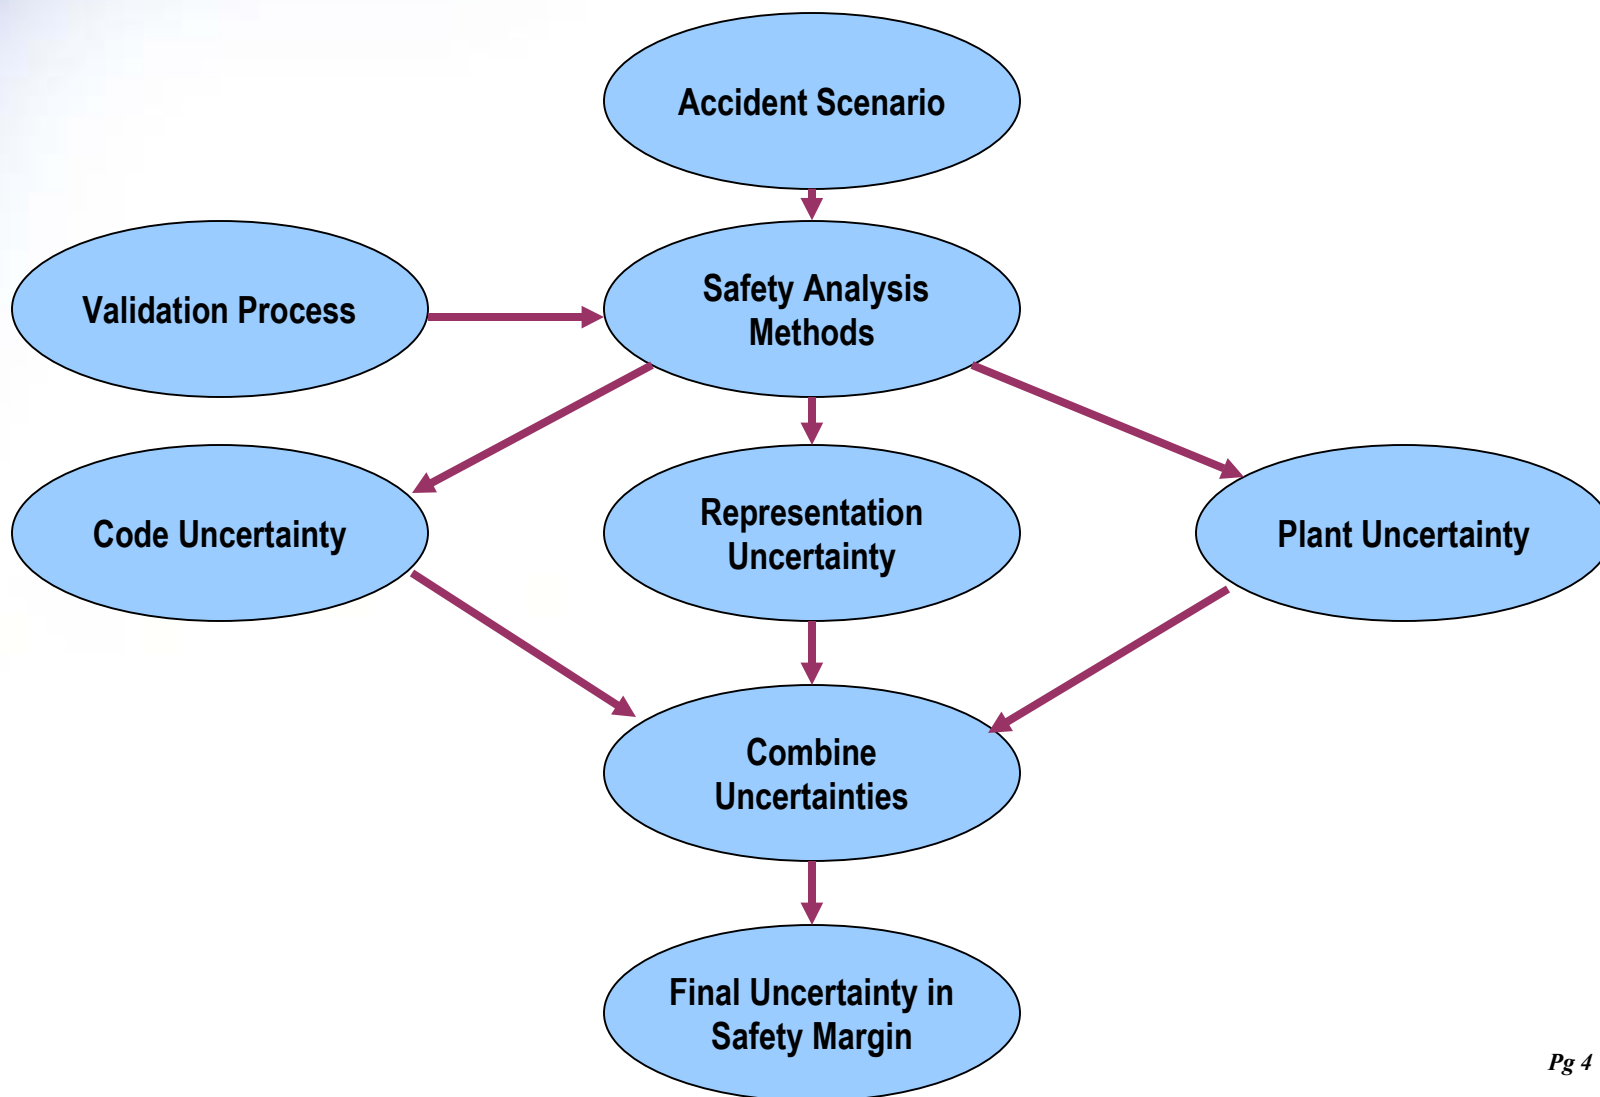 Accident Scenario
Validation Process
Safety Analysis
Methods
Code Uncertainty
Representation
Uncertainty
Plant Uncertainty
Combine
Uncertainties
Final Uncertainty in
Safety Margin
Pg 4